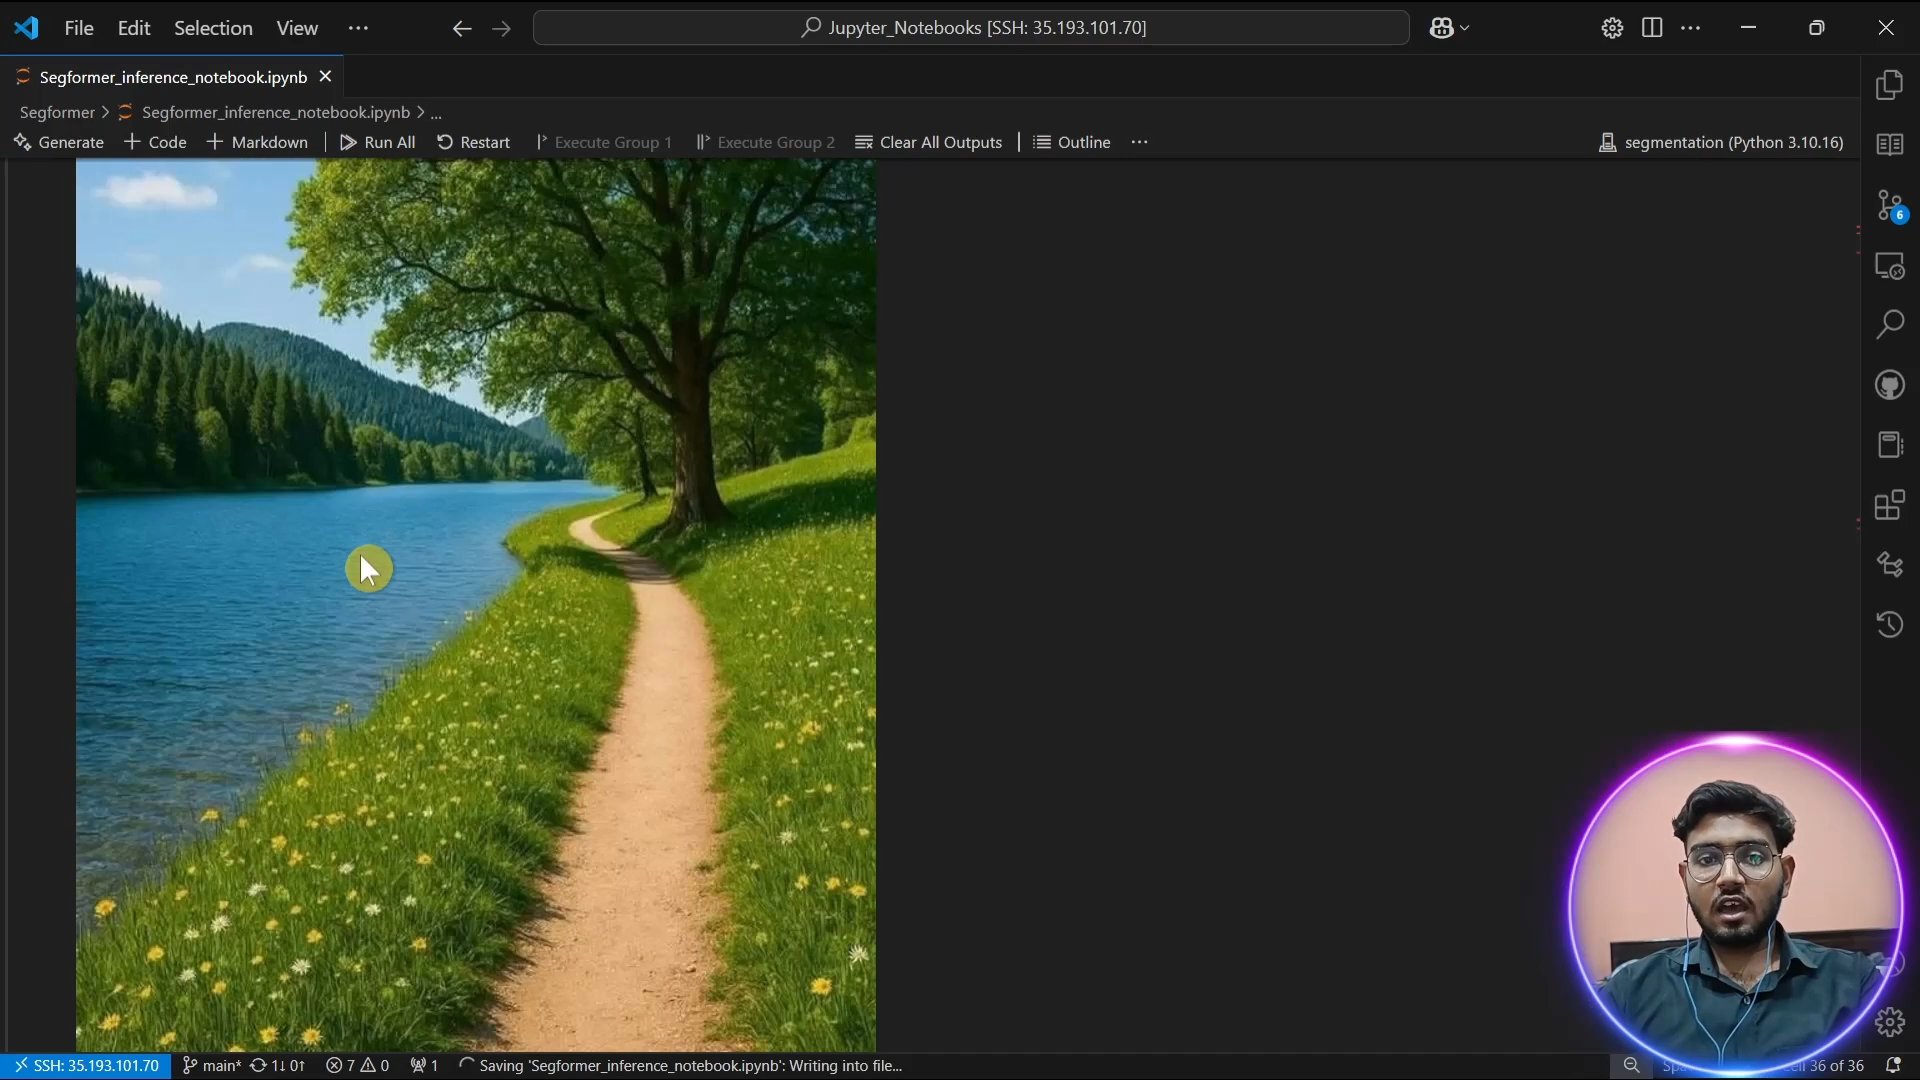 File Edit Selection View ...
Jupyter_Notebooks [SSH: 35.193.101.70]
Segformer_inference_notebook.ipynb
Segformer > Segformer_inference_notebook.ipynb > ...
Generate + Code + Markdown Run All Restart Execute Group 1 Execute Group 2 Clear All Outputs Outline ... segmentation (Python 3.10.16)
6
SSH: 35.193.101.70 main* 1↓ 0↑ 7 0 1 Saving 'Segformer_inference_notebook.ipynb': Writing into file... 36 of 36